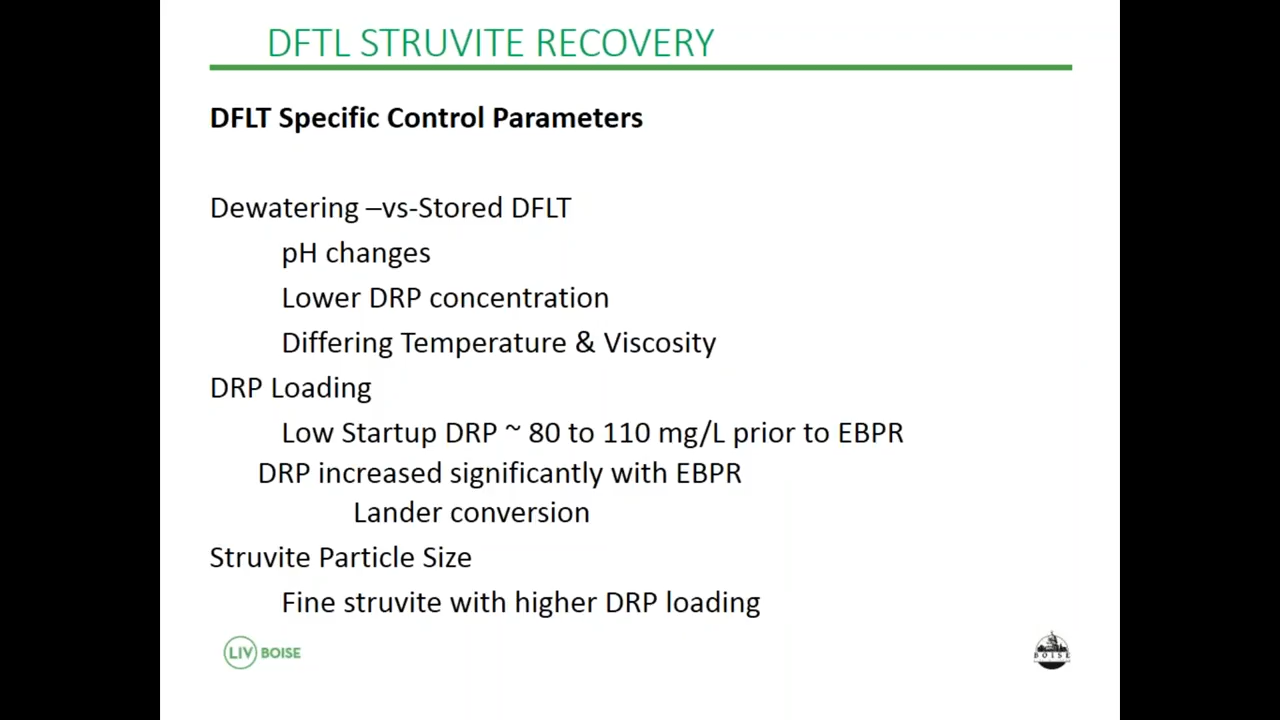 DFTL STRUVITE RECOVERY
DFLT Specific Control Parameters
Dewatering –vs-Stored DFLT
pH changes
Lower DRP concentration
Differing Temperature & Viscosity
DRP Loading
Low Startup DRP ~ 80 to 110 mg/L prior to EBPR
DRP increased significantly with EBPR
Lander conversion
Struvite Particle Size
Fine struvite with higher DRP loading
LIV BOISE
BOISE